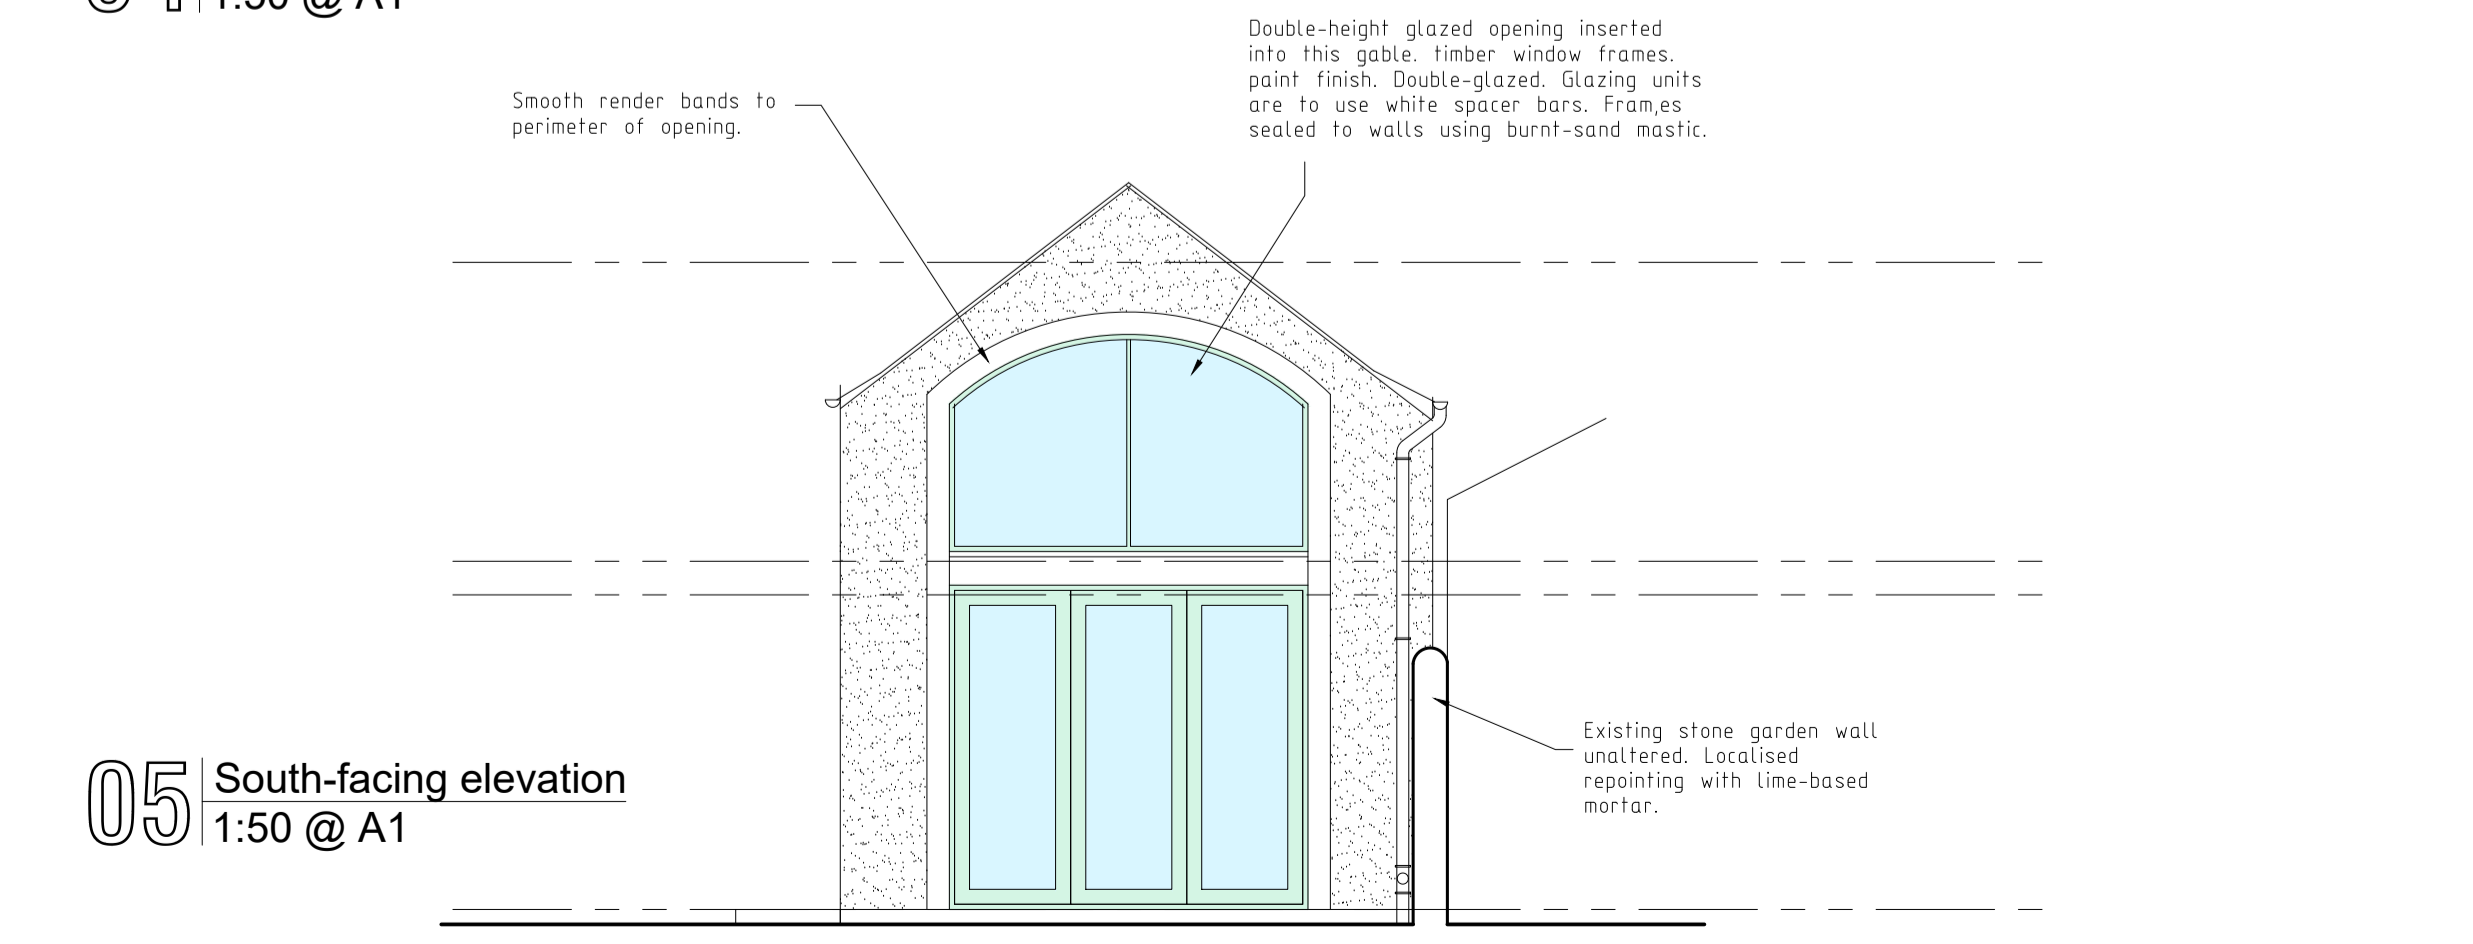 1:50 @ A1
Double-height glazed opening inserted
into this gable. timber window frames.
paint finish. Double-glazed. Glazing units
are to use white spacer bars. Fram,es
sealed to walls using burnt-sand mastic.
Smooth render bands to
perimeter of opening.
Existing stone garden wall
unaltered. Localised
repointing with lime-based
mortar.
05
South-facing elevation
1:50 @ A1